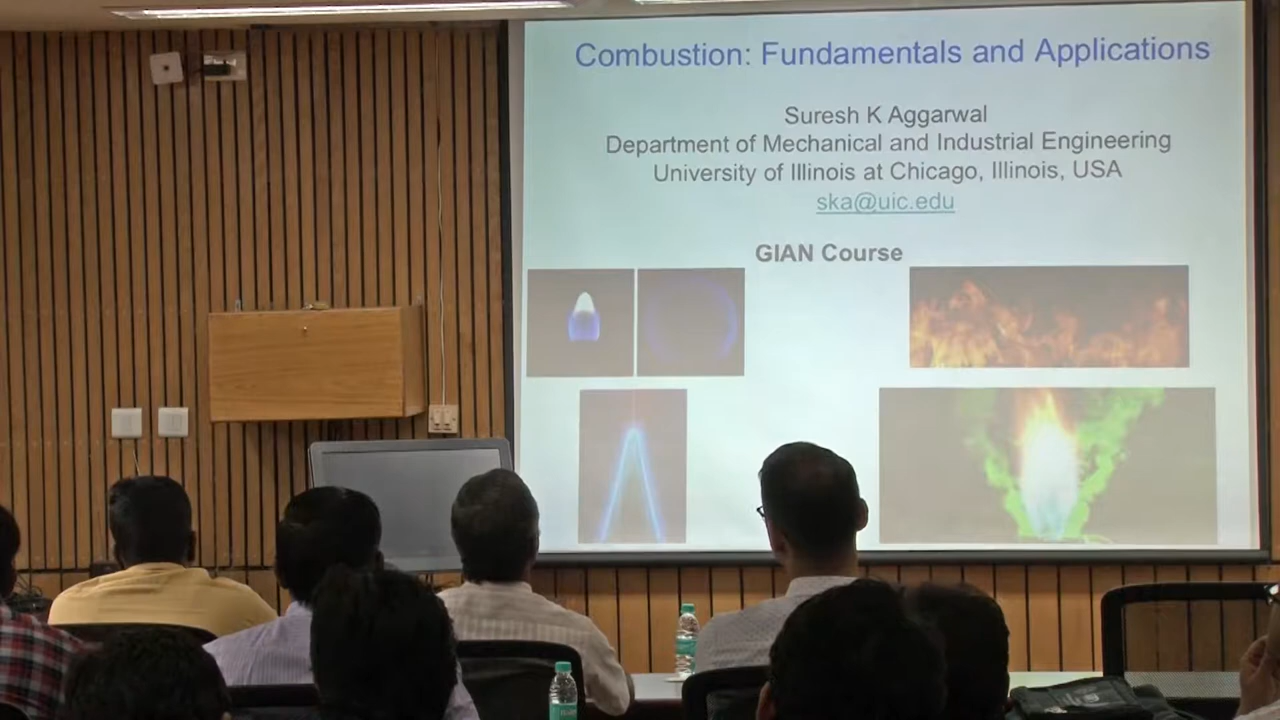 Combustion: Fundamentals and Applications
Suresh K Aggarwal
Department of Mechanical and Industrial Engineering
University of Illinois at Chicago, Illinois, USA
ska@uic.edu
GIAN Course